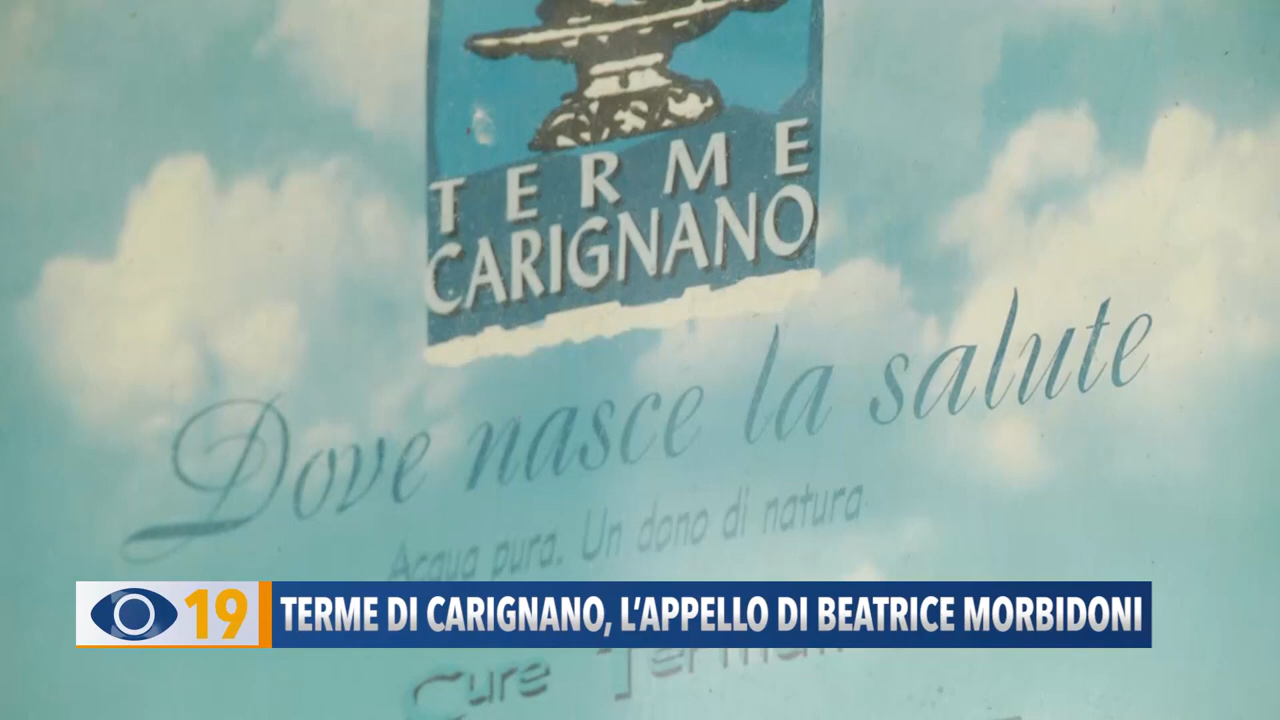 TERME
CARIGNANO
Dove nasce la salute
Acqua pura. Un dono di natura
19 TERME DI CARIGNANO, L'APPELLO DI BEATRICE MORBIDONI
Cure